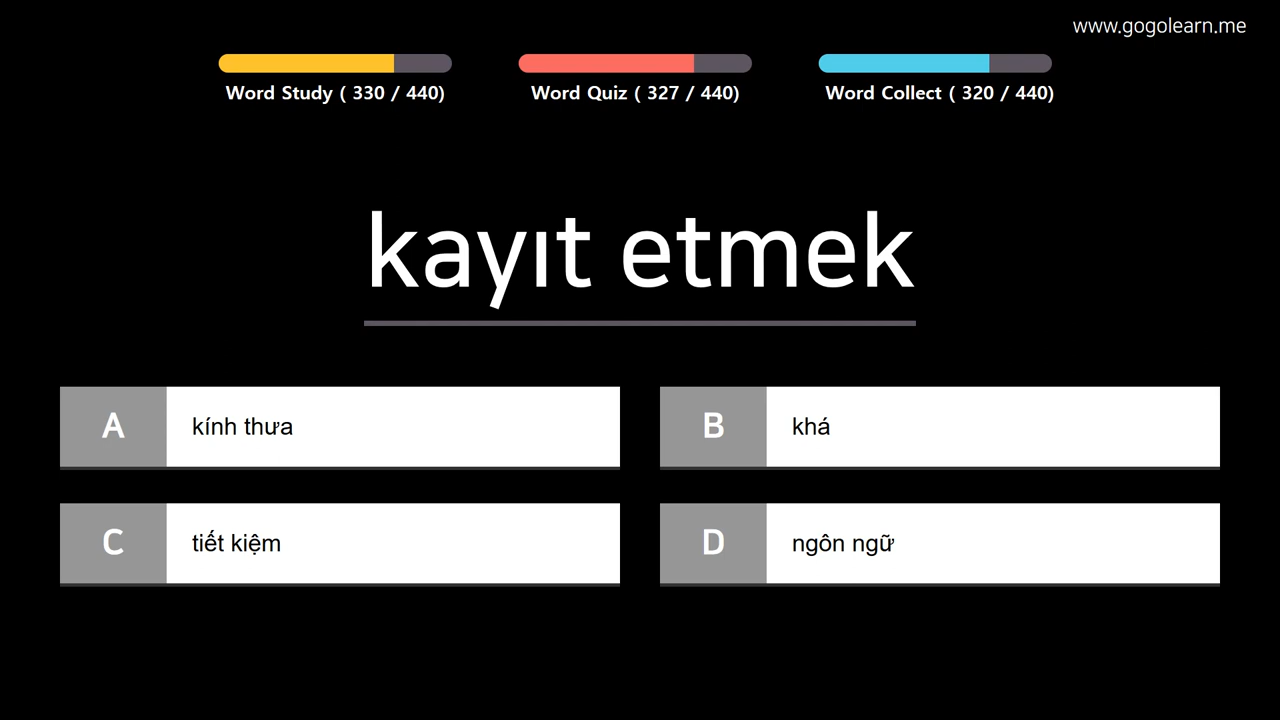 www.gogolearn.me
Word Study ( 330 / 440)
Word Quiz ( 327 / 440)
Word Collect ( 320 / 440)
kayıt etmek
A
kính thưa
B
khá
C
tiết kiệm
D
ngôn ngữ